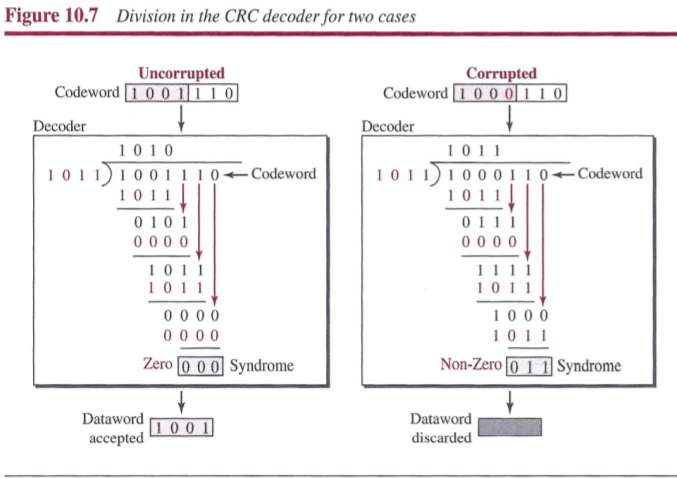 Figure 10.7 Division in the CRC decoder for two cases
Uncorrupted
Codeword 1 0 0 1 1 1 0
Decoder
1 0 1 0
1 0 1 1 ) 1 0 0 1 1 1 0 Codeword
1 0 1 1
0 1 0 1
0 0 0 0
1 0 1 1
1 0 1 1
0 0 0 0
0 0 0 0
Zero 0 0 0 Syndrome
Dataword
accepted 1 0 0 1
Corrupted
Codeword 1 0 0 0 1 1 0
Decoder
1 0 1 1
1 0 1 1 ) 1 0 0 0 1 1 0 Codeword
1 0 1 1
0 1 1 1
0 0 0 0
1 1 1 1
1 0 1 1
1 0 0 0
1 0 1 1
Non-Zero 0 1 1 Syndrome
Dataword
discarded